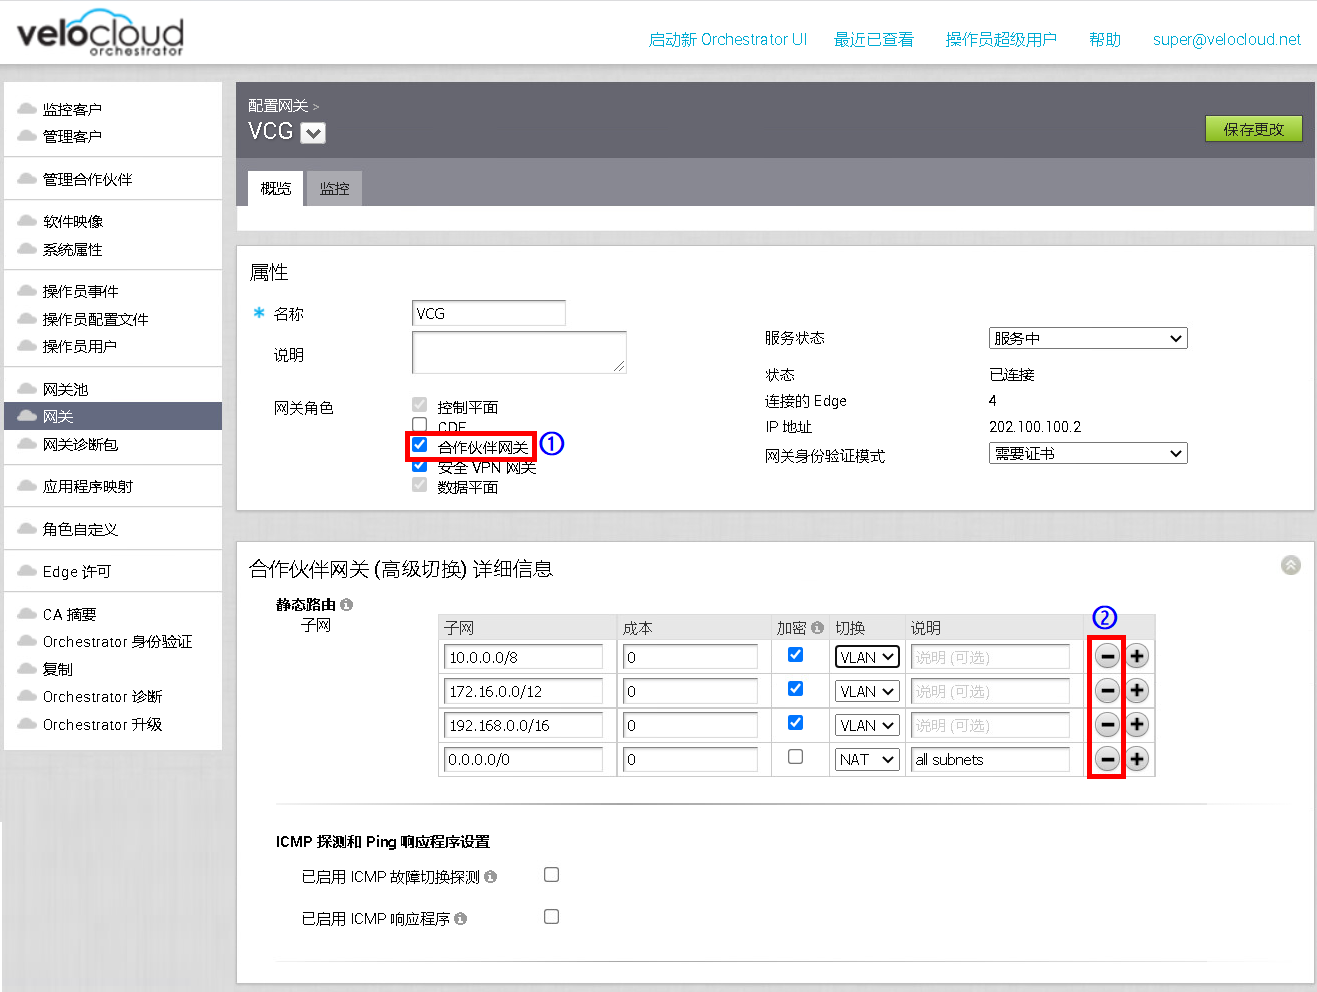 velocloud
orchestrator
启动新 Orchestrator UI
最近已查看
操作员超级用户
帮助
super@velocloud.net
监控客户
管理客户
管理合作伙伴
软件映像
系统属性
操作员事件
操作员配置文件
操作员用户
网关池
网关
网关诊断包
应用程序映射
角色自定义
Edge 许可
CA 摘要
Orchestrator 身份验证
复制
Orchestrator 诊断
Orchestrator 升级
配置网关 >
VCG
保存更改
概览
监控
属性
* 名称
VCG
说明
网关角色
控制平面
CDE
合作伙伴网关
①
安全 VPN 网关
数据平面
服务状态
服务中
状态
已连接
连接的 Edge
4
IP 地址
202.100.100.2
网关身份验证模式
需要证书
合作伙伴网关 (高级切换) 详细信息
静态路由
子网
②
子网 成本 加密 切换 说明
10.0.0.0/8 0 VLAN 说明 (可选)
172.16.0.0/12 0 VLAN 说明 (可选)
192.168.0.0/16 0 VLAN 说明 (可选)
0.0.0.0/0 0 NAT all subnets
ICMP 探测和 Ping 响应程序设置
已启用 ICMP 故障切换探测
已启用 ICMP 响应程序